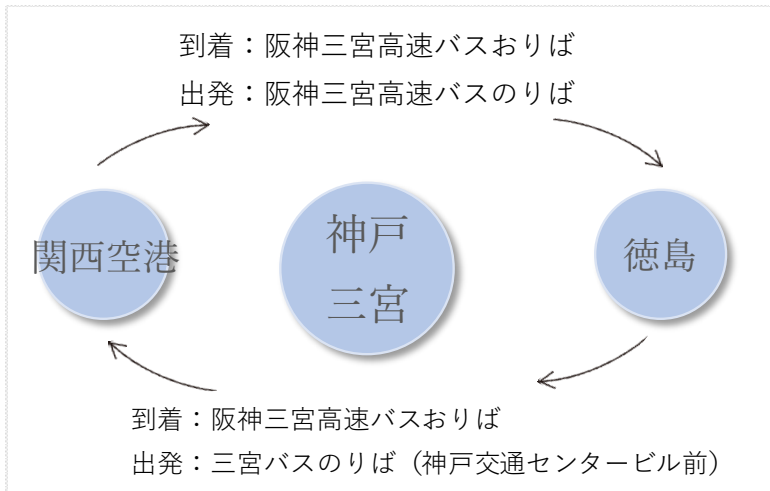 到着：阪神三宮高速バスおりば
出発：阪神三宮高速バスのりば
関西空港
神戸
三宮
徳島
到着：阪神三宮高速バスおりば
出発：三宮バスのりば（神戸交通センタービル前）